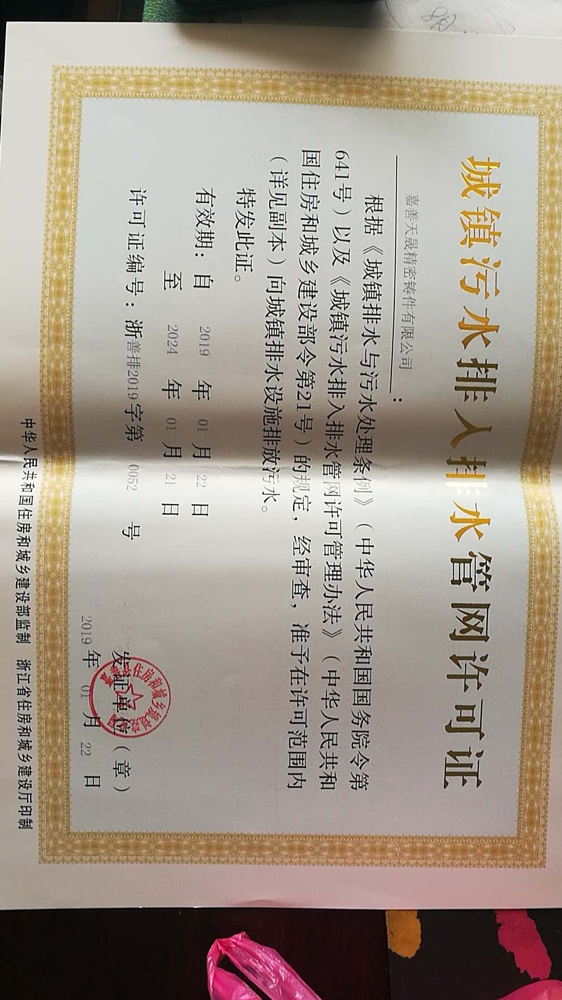 城镇污水排入排水管网许可证
嘉善天晟精密铸件有限公司：
根据《城镇排水与污水处理条例》（中华人民共和国国务院令第
641号）以及《城镇污水排入排水管网许可管理办法》（中华人民共和
国住房和城乡建设部令第21号）的规定，经审查，准予在许可范围内
（详见副本）向城镇排水设施排放污水。
特发此证。
有效期：自 2019 年 01 月 22 日
至 2024 年 01 月 21 日
许可证编号：浙善排2019字第 0052 号
发证单位（章）
2019 年 01 月 22 日
中华人民共和国住房和城乡建设部监制 浙江省住房和城乡建设厅印制